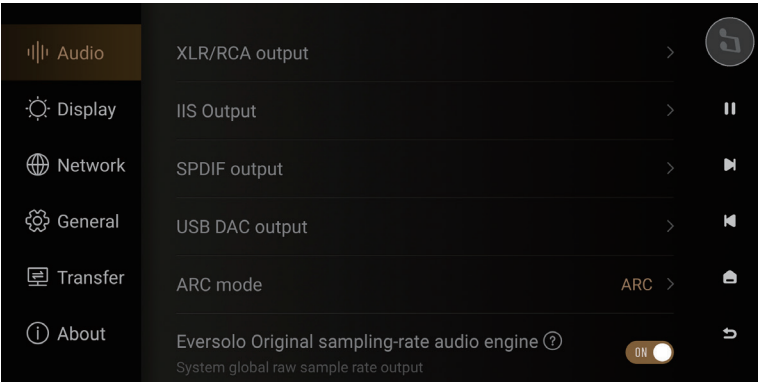 Audio
Display
Network
General
Transfer
About
XLR/RCA output
IIS Output
SPDIF output
USB DAC output
ARC mode
ARC
Eversolo Original sampling-rate audio engine ?
System global raw sample rate output
ON